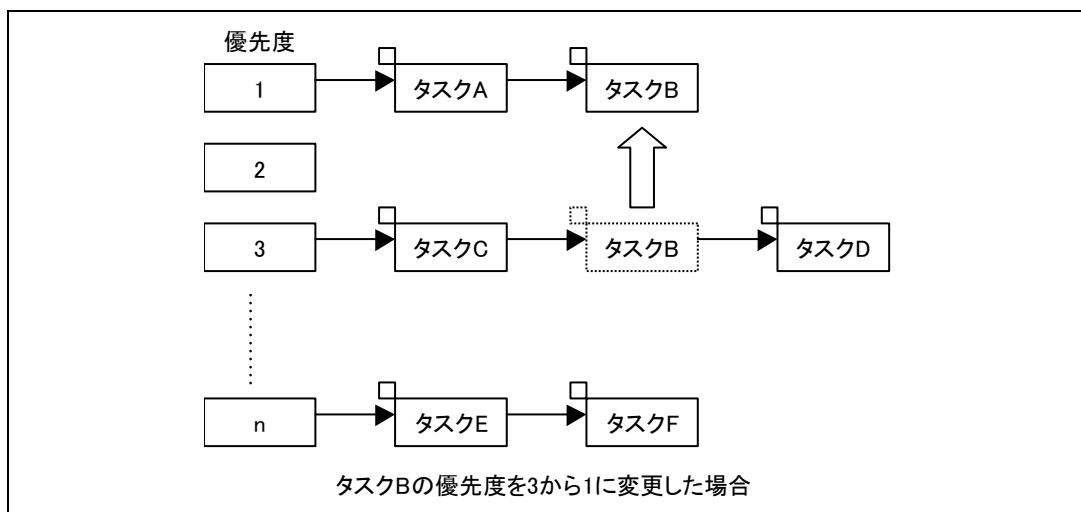 優先度
1 タスクA タスクB
2
3 タスクC タスクB タスクD
n タスクE タスクF
タスクBの優先度を3から1に変更した場合